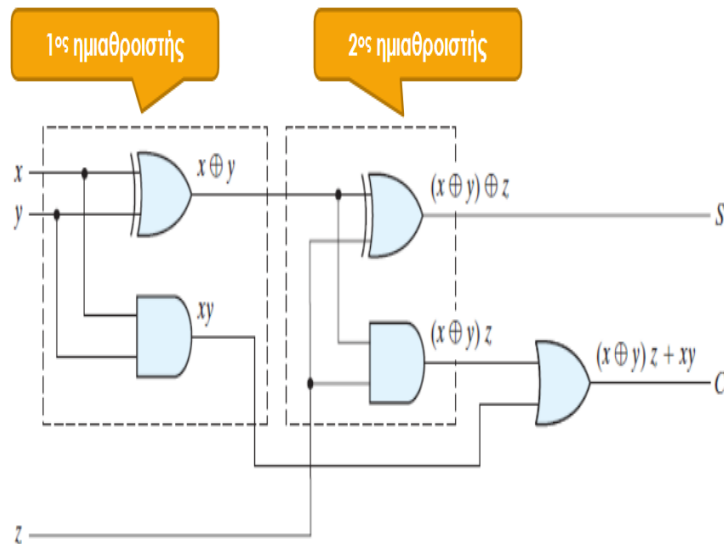 1ος ημιαθροιστής
2ος ημιαθροιστής
x
x ⊕ y
(x ⊕ y) ⊕ z
S
y
xy
(x ⊕ y) z
(x ⊕ y) z + xy
C
z